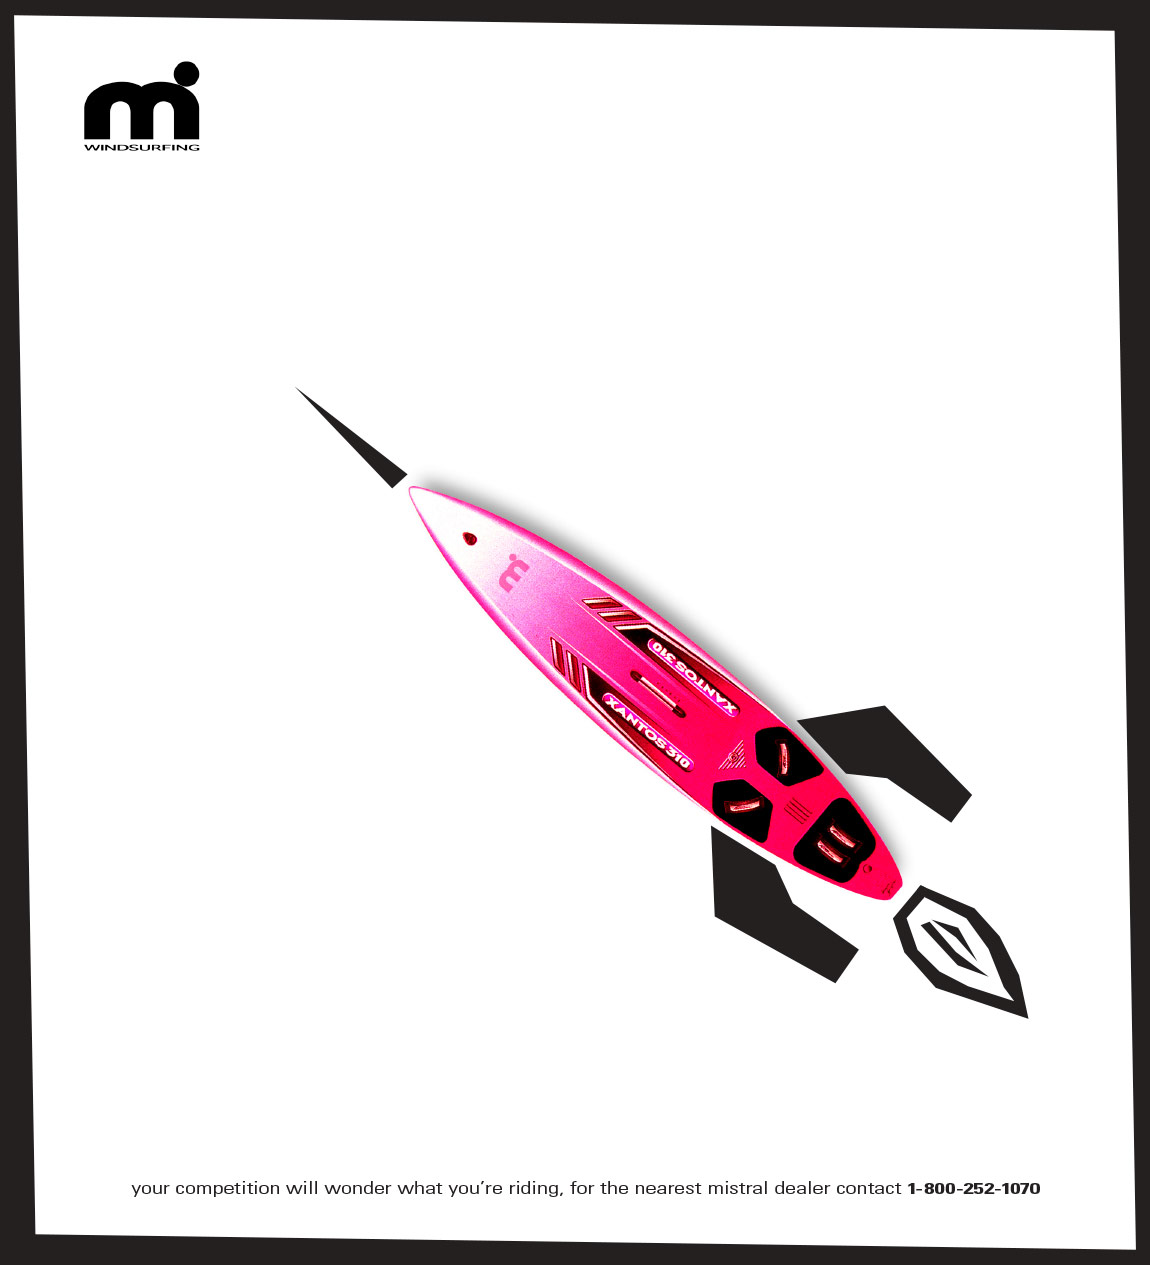 mi
WINDSURFING
m
XANTOS 310
XANTOS 310
your competition will wonder what you’re riding, for the nearest mistral dealer contact 1-800-252-1070